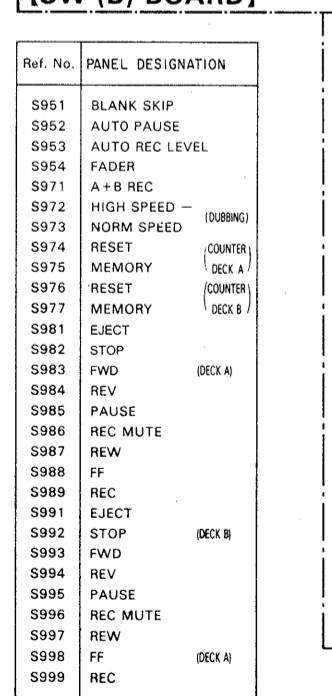 [SW (B) BOARD]
Ref. No. PANEL DESIGNATION
S951 BLANK SKIP
S952 AUTO PAUSE
S953 AUTO REC LEVEL
S954 FADER
S971 A+B REC
S972 HIGH SPEED — (DUBBING)
S973 NORM SPEED
S974 RESET (COUNTER
S975 MEMORY DECK A)
S976 RESET (COUNTER
S977 MEMORY DECK B)
S981 EJECT
S982 STOP
S983 FWD (DECK A)
S984 REV
S985 PAUSE
S986 REC MUTE
S987 REW
S988 FF
S989 REC
S991 EJECT
S992 STOP (DECK B)
S993 FWD
S994 REV
S995 PAUSE
S996 REC MUTE
S997 REW
S998 FF (DECK A)
S999 REC